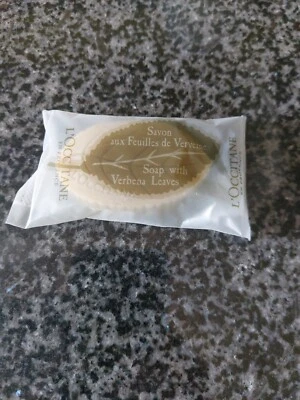 Savon
aux Feuilles de Verveine
Soap with
Verbena Leaves
L'OCCITANE
L'OCCITANE